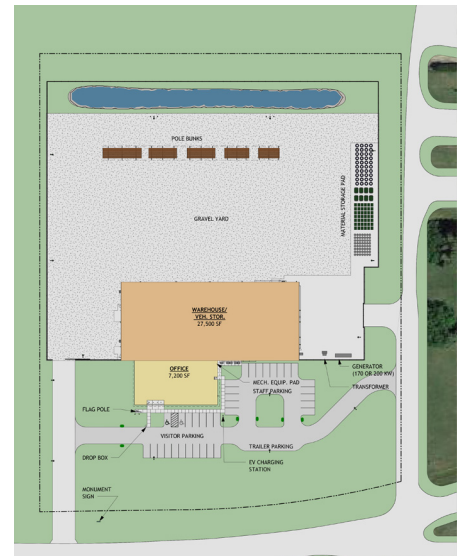 POLE BUNKS
MATERIAL STORAGE PAD
GRAVEL YARD
WAREHOUSE/
VEH. STOR.
27,500 SF
OFFICE
7,200 SF
GENERATOR
(170 OR 200 KW)
TRANSFORMER
MECH. EQUIP. PAD
STAFF PARKING
FLAG POLE
VISITOR PARKING
TRAILER PARKING
DROP BOX
EV CHARGING
STATION
MONUMENT
SIGN